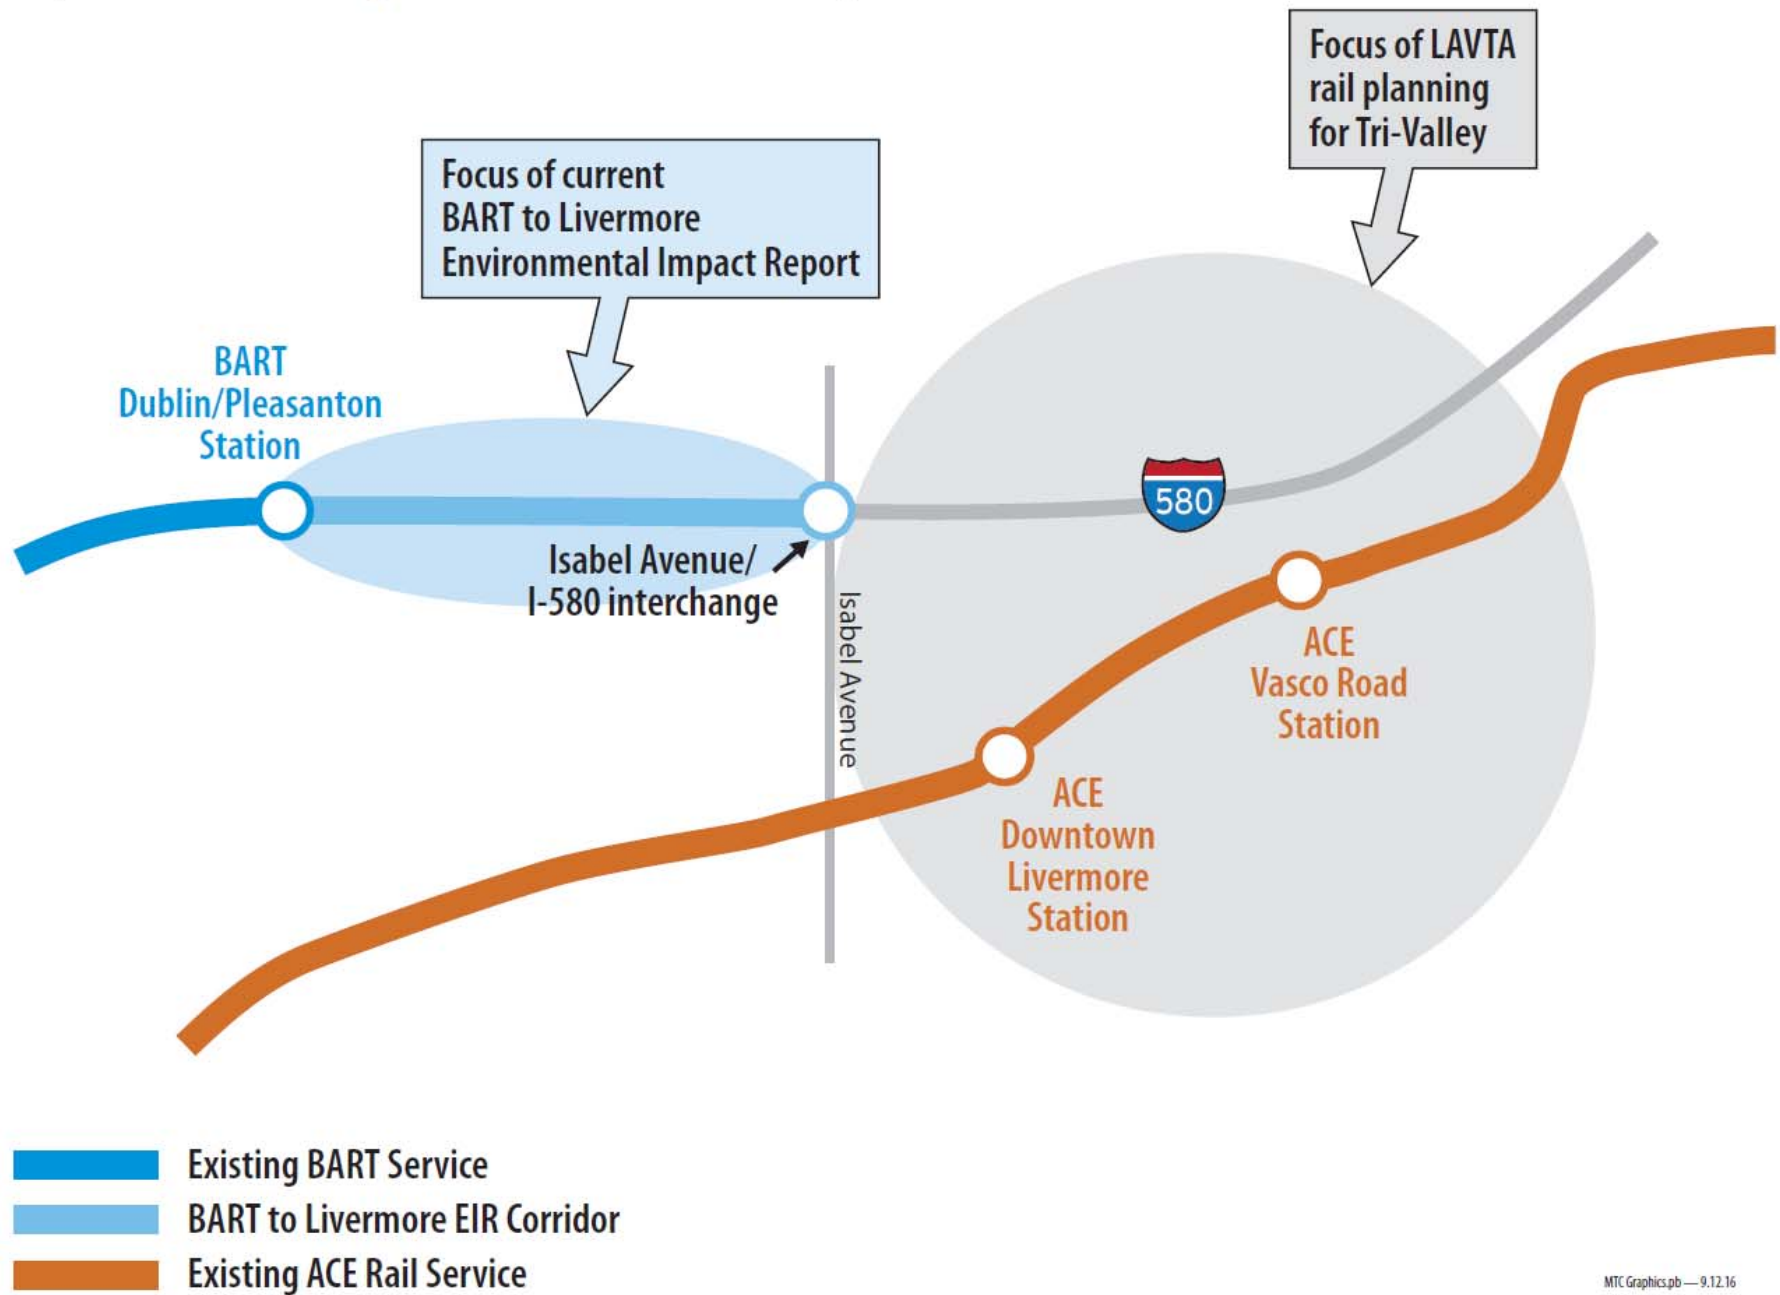 Focus of LAVTA
rail planning
for Tri-Valley
Focus of current
BART to Livermore
Environmental Impact Report
BART
Dublin/Pleasanton
Station
580
Isabel Avenue/
I-580 interchange
Isabel Avenue
ACE
Vasco Road
Station
ACE
Downtown
Livermore
Station
Existing BART Service
BART to Livermore EIR Corridor
Existing ACE Rail Service
MTC Graphics.pb — 9.12.16